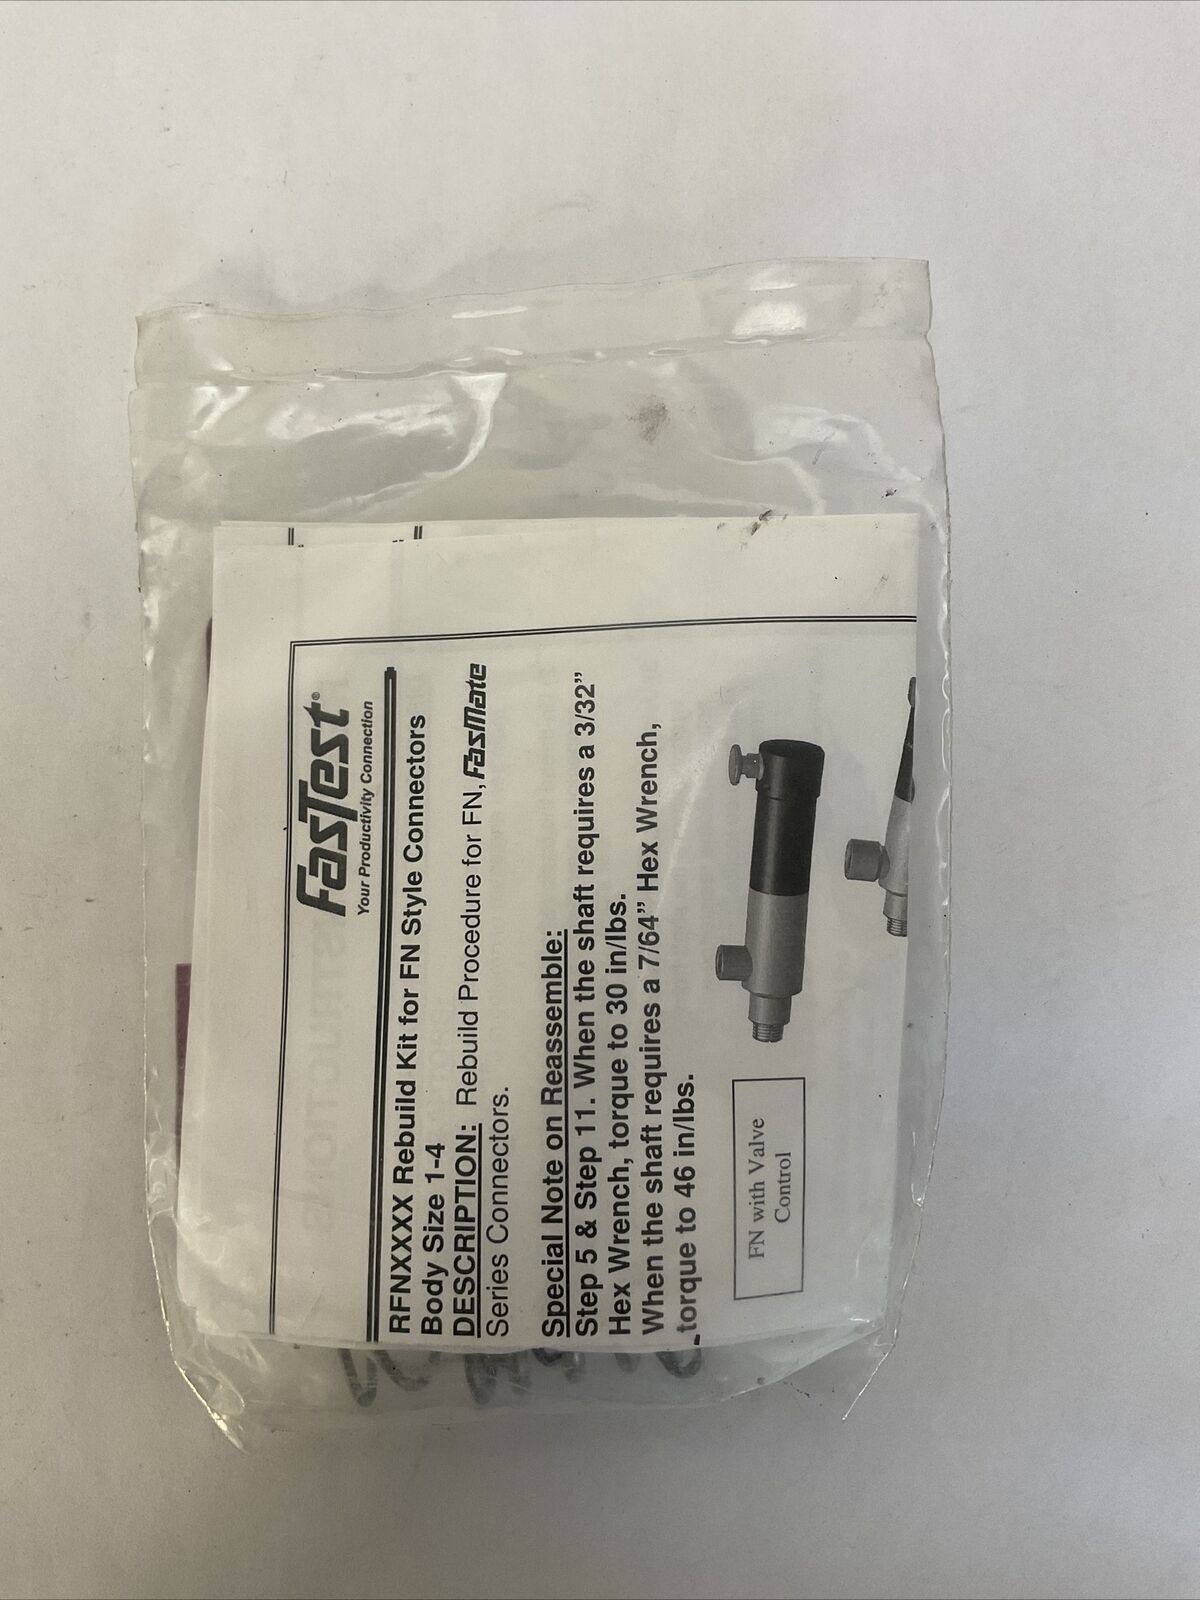 FasTest®
Your Productivity Connection
RFNXXXX Rebuild Kit for FN Style Connectors
Body Size 1-4
DESCRIPTION: Rebuild Procedure for FN, FasMate
Series Connectors.
Special Note on Reassemble:
Step 5 & Step 11. When the shaft requires a 3/32”
Hex Wrench, torque to 30 in/lbs.
When the shaft requires a 7/64” Hex Wrench,
torque to 46 in/lbs.
FN with Valve
Control